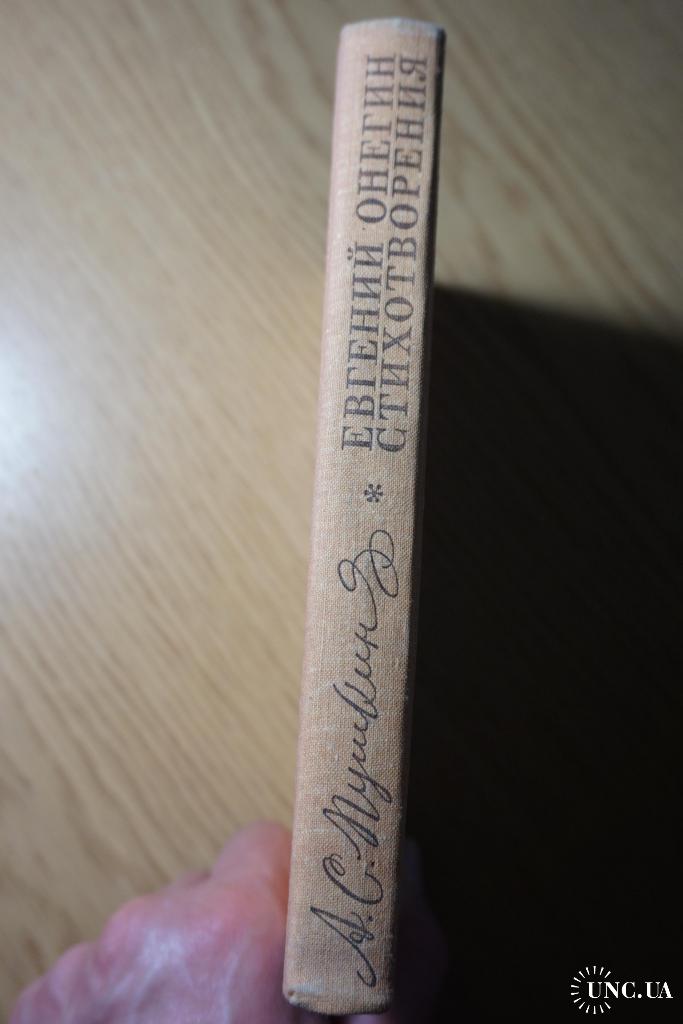 А. С. Пушкин * ЕВГЕНИЙ ОНЕГИН
СТИХОТВОРЕНИЯ
UNC.UA